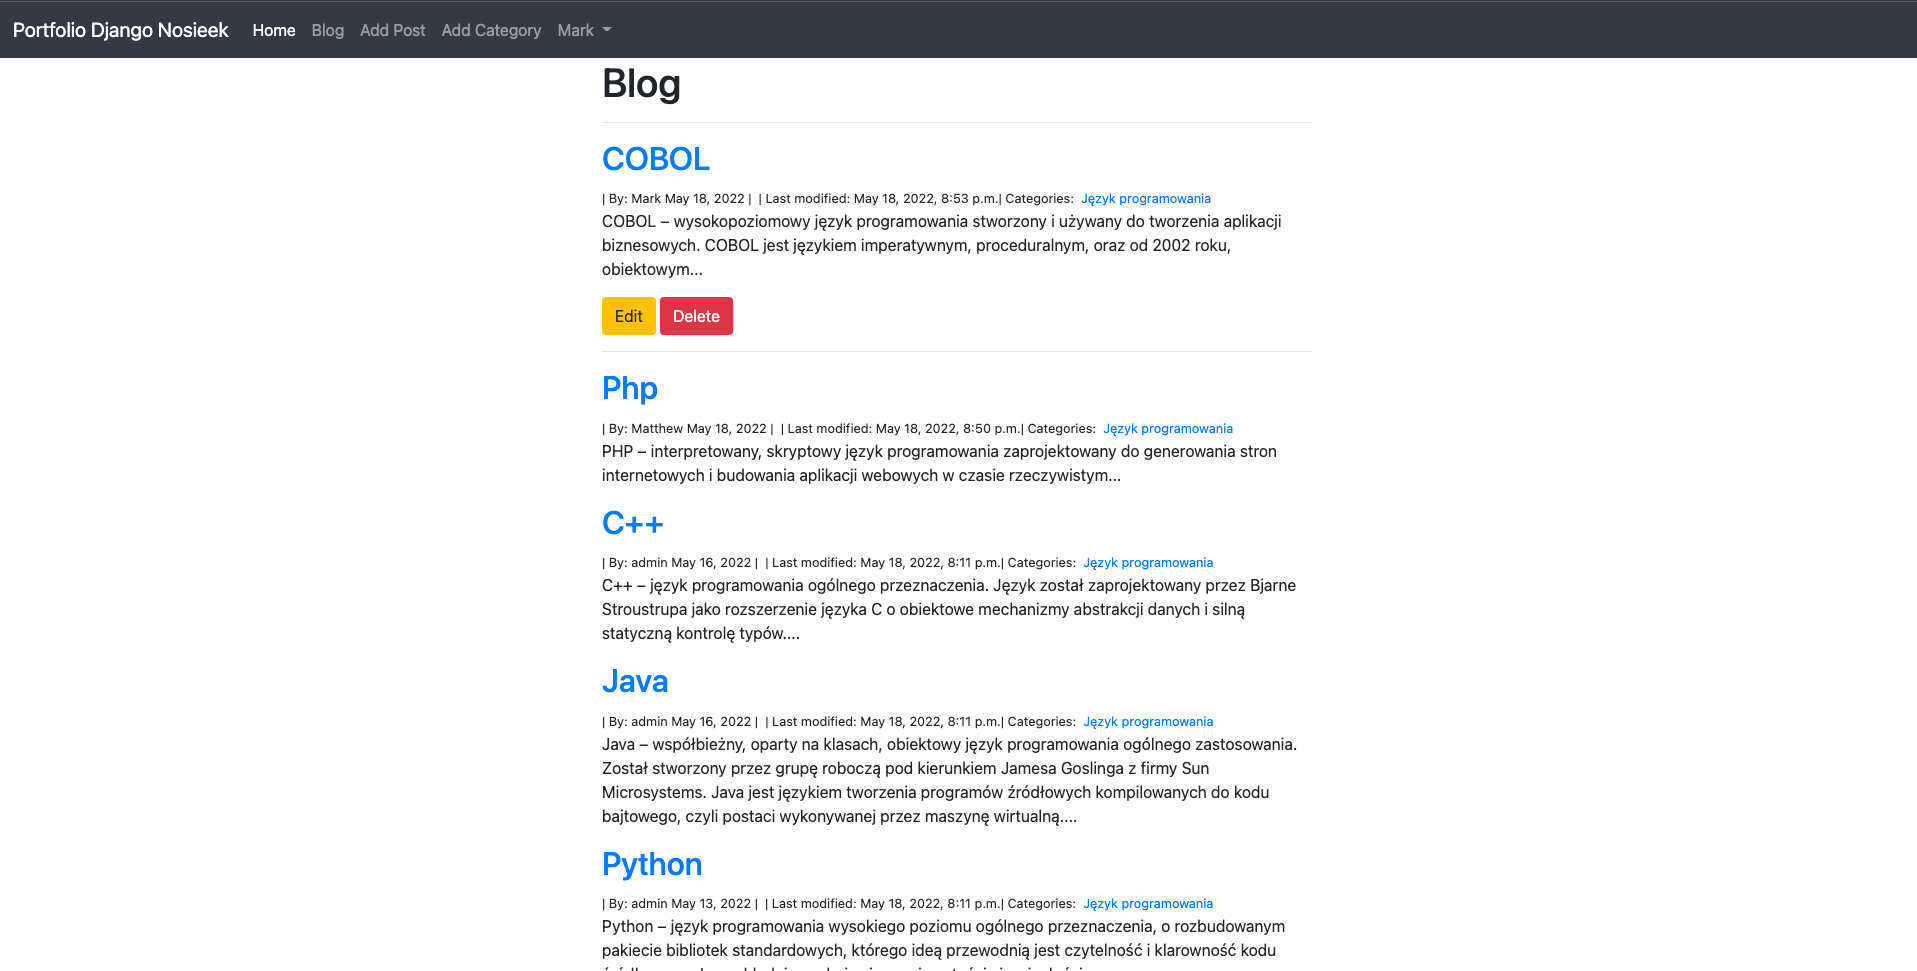 Portfolio Django Nosieek Home Blog Add Post Add Category Mark
Blog
COBOL
| By: Mark May 18, 2022 | | Last modified: May 18, 2022, 8:53 p.m.| Categories: Język programowania
COBOL – wysokopoziomowy język programowania stworzony i używany do tworzenia aplikacji
biznesowych. COBOL jest językiem imperatywnym, proceduralnym, oraz od 2002 roku,
obiektowym...
Edit Delete
Php
| By: Matthew May 18, 2022 | | Last modified: May 18, 2022, 8:50 p.m.| Categories: Język programowania
PHP – interpretowany, skryptowy język programowania zaprojektowany do generowania stron
internetowych i budowania aplikacji webowych w czasie rzeczywistym...
C++
| By: admin May 16, 2022 | | Last modified: May 18, 2022, 8:11 p.m.| Categories: Język programowania
C++ – język programowania ogólnego przeznaczenia. Język został zaprojektowany przez Bjarne
Stroustrupa jako rozszerzenie języka C o obiektowe mechanizmy abstrakcji danych i silną
statyczną kontrolę typów....
Java
| By: admin May 16, 2022 | | Last modified: May 18, 2022, 8:11 p.m.| Categories: Język programowania
Java – współbieżny, oparty na klasach, obiektowy język programowania ogólnego zastosowania.
Został stworzony przez grupę roboczą pod kierunkiem Jamesa Goslinga z firmy Sun
Microsystems. Java jest językiem tworzenia programów źródłowych kompilowanych do kodu
bajtowego, czyli postaci wykonywanej przez maszynę wirtualną....
Python
| By: admin May 13, 2022 | | Last modified: May 18, 2022, 8:11 p.m.| Categories: Język programowania
Python – język programowania wysokiego poziomu ogólnego przeznaczenia, o rozbudowanym
pakiecie bibliotek standardowych, którego ideą przewodnią jest czytelność i klarowność kodu